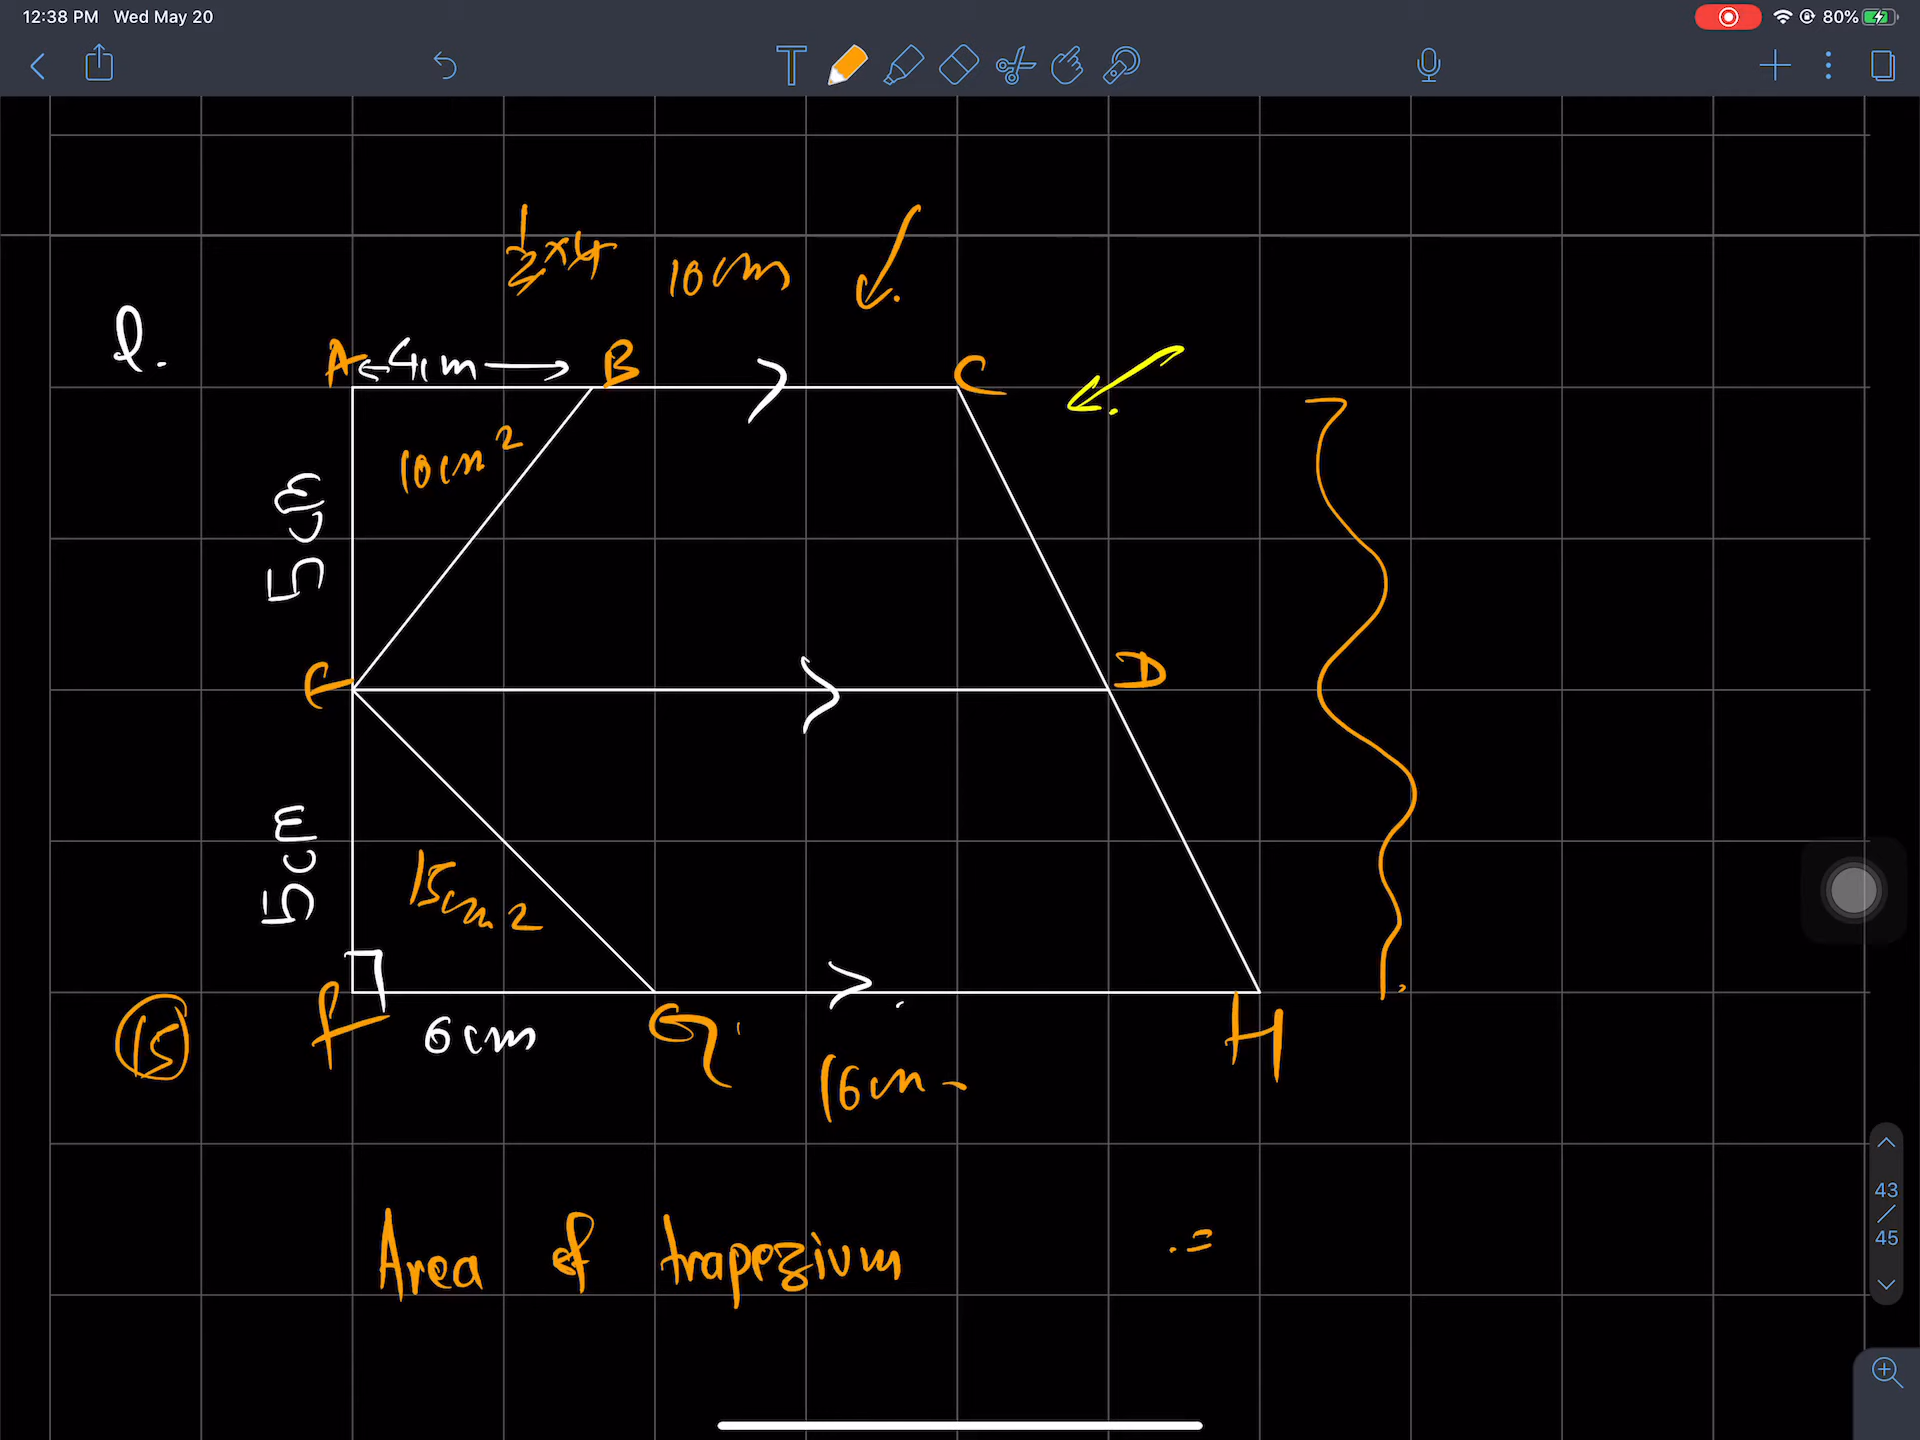 12:38 PM Wed May 20
80%
T
1/2 × 4 10cm
l.
A 4cm B C
10cm²
5cm
E D
5cm
15cm2
F G H
15 6cm
16cm
Area of trapezium =
43
/
45